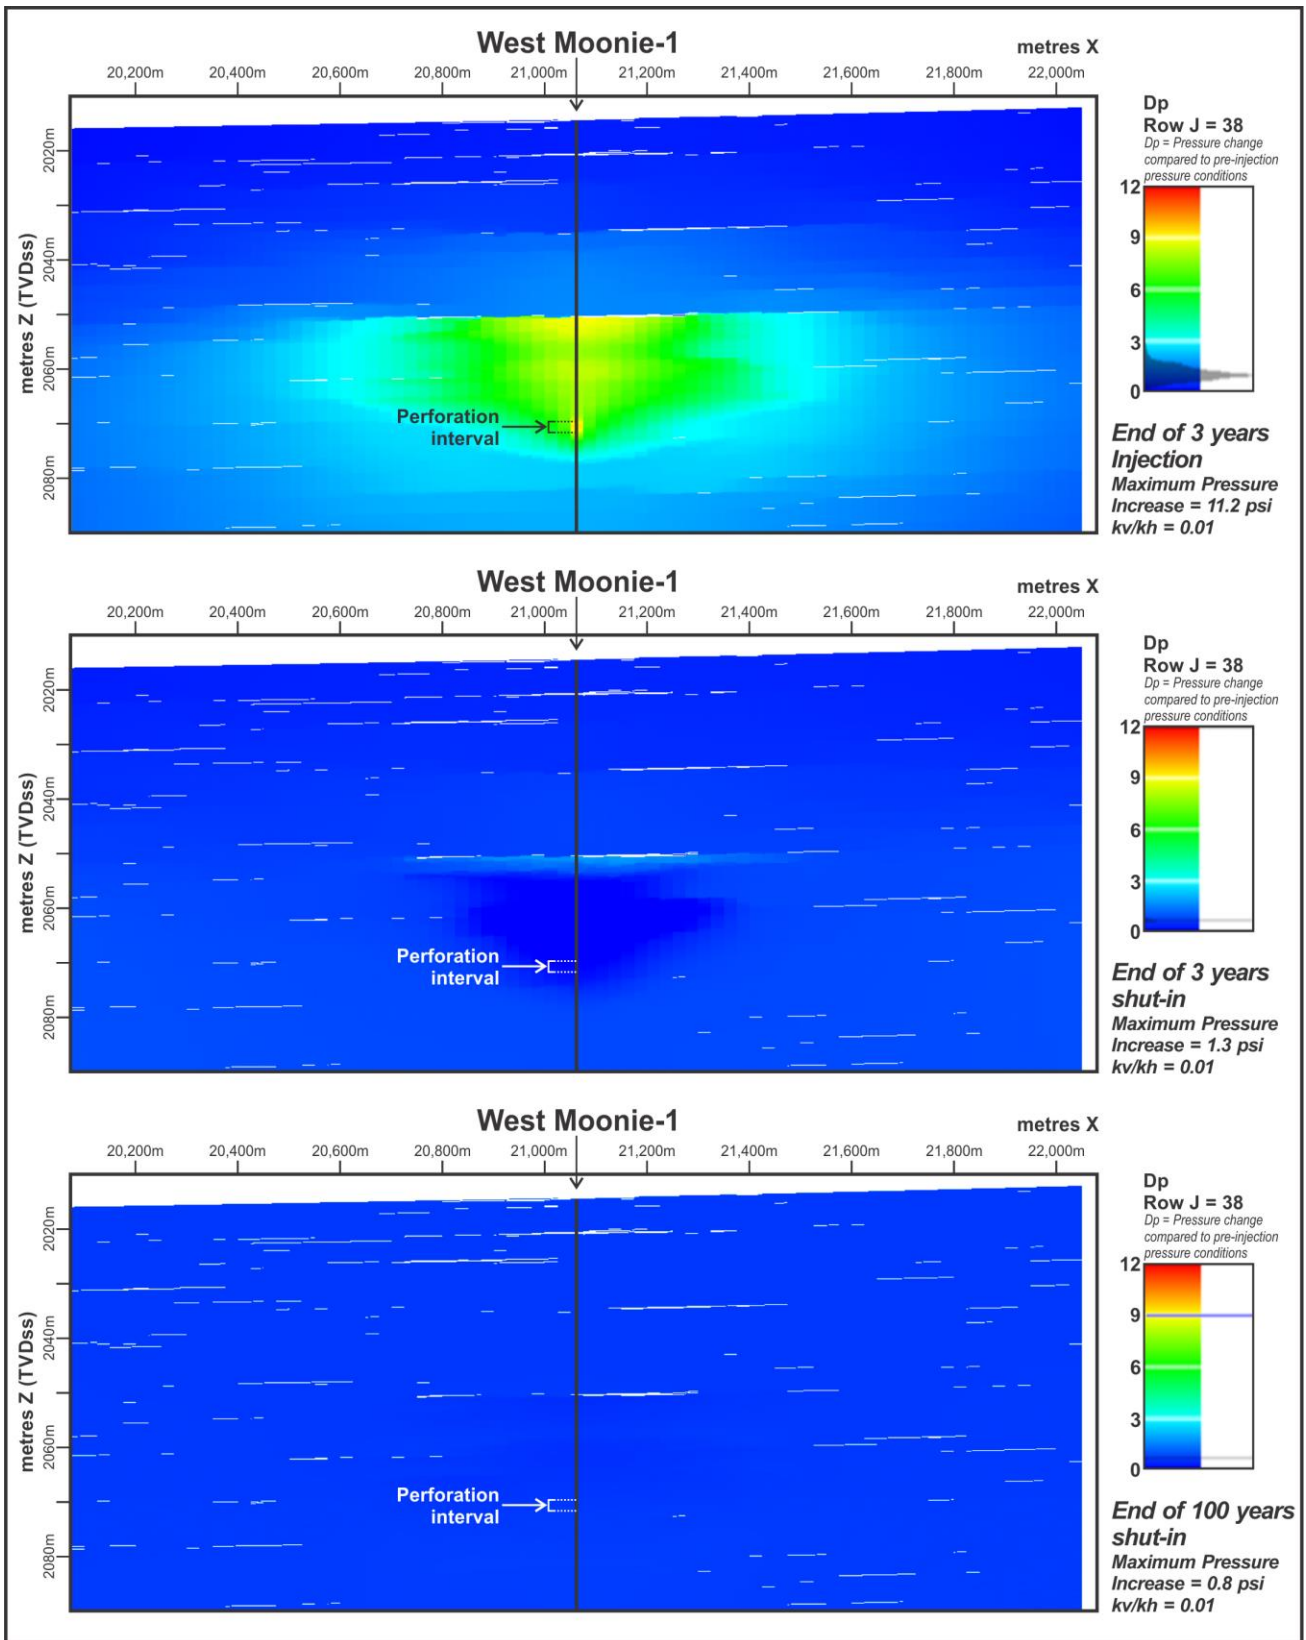 West Moonie-1
metres X
20,200m 20,400m 20,600m 20,800m 21,000m 21,200m 21,400m 21,600m 21,800m 22,000m
metres Z (TVDss)
2020m
2040m
2060m
2080m
Perforation
interval
Dp
Row J = 38
Dp = Pressure change
compared to pre-injection
pressure conditions
12
9
6
3
0
End of 3 years
Injection
Maximum Pressure
Increase = 11.2 psi
kv/kh = 0.01
West Moonie-1
metres X
20,200m 20,400m 20,600m 20,800m 21,000m 21,200m 21,400m 21,600m 21,800m 22,000m
metres Z (TVDss)
2020m
2040m
2060m
2080m
Perforation
interval
Dp
Row J = 38
Dp = Pressure change
compared to pre-injection
pressure conditions
12
9
6
3
0
End of 3 years
shut-in
Maximum Pressure
Increase = 1.3 psi
kv/kh = 0.01
West Moonie-1
metres X
20,200m 20,400m 20,600m 20,800m 21,000m 21,200m 21,400m 21,600m 21,800m 22,000m
metres Z (TVDss)
2020m
2040m
2060m
2080m
Perforation
interval
Dp
Row J = 38
Dp = Pressure change
compared to pre-injection
pressure conditions
12
9
6
3
0
End of 100 years
shut-in
Maximum Pressure
Increase = 0.8 psi
kv/kh = 0.01